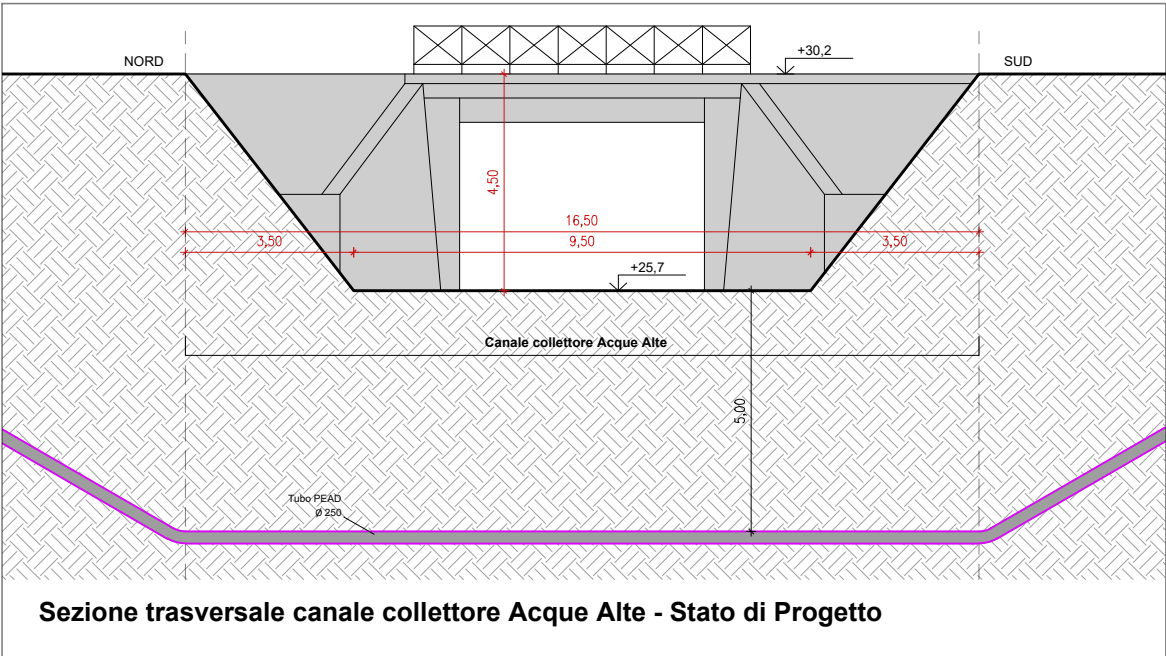 NORD
+30,2
SUD
4,50
16,50
3,50
9,50
3,50
+25,7
Canale collettore Acque Alte
5,00
Tubo PEAD
Ø 250
Sezione trasversale canale collettore Acque Alte - Stato di Progetto